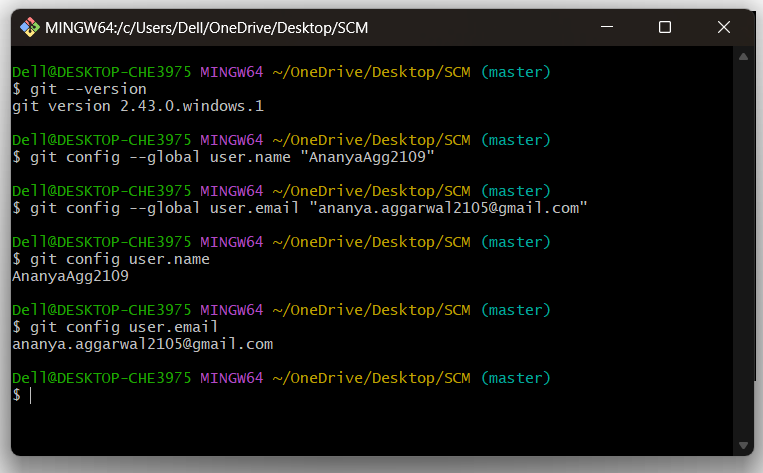 MINGW64:/c/Users/Dell/OneDrive/Desktop/SCM
Dell@DESKTOP-CHE3975 MINGW64 ~/OneDrive/Desktop/SCM (master)
$ git --version
git version 2.43.0.windows.1
Dell@DESKTOP-CHE3975 MINGW64 ~/OneDrive/Desktop/SCM (master)
$ git config --global user.name "AnanyaAgg2109"
Dell@DESKTOP-CHE3975 MINGW64 ~/OneDrive/Desktop/SCM (master)
$ git config --global user.email "ananya.aggarwal2105@gmail.com"
Dell@DESKTOP-CHE3975 MINGW64 ~/OneDrive/Desktop/SCM (master)
$ git config user.name
AnanyaAgg2109
Dell@DESKTOP-CHE3975 MINGW64 ~/OneDrive/Desktop/SCM (master)
$ git config user.email
ananya.aggarwal2105@gmail.com
Dell@DESKTOP-CHE3975 MINGW64 ~/OneDrive/Desktop/SCM (master)
$